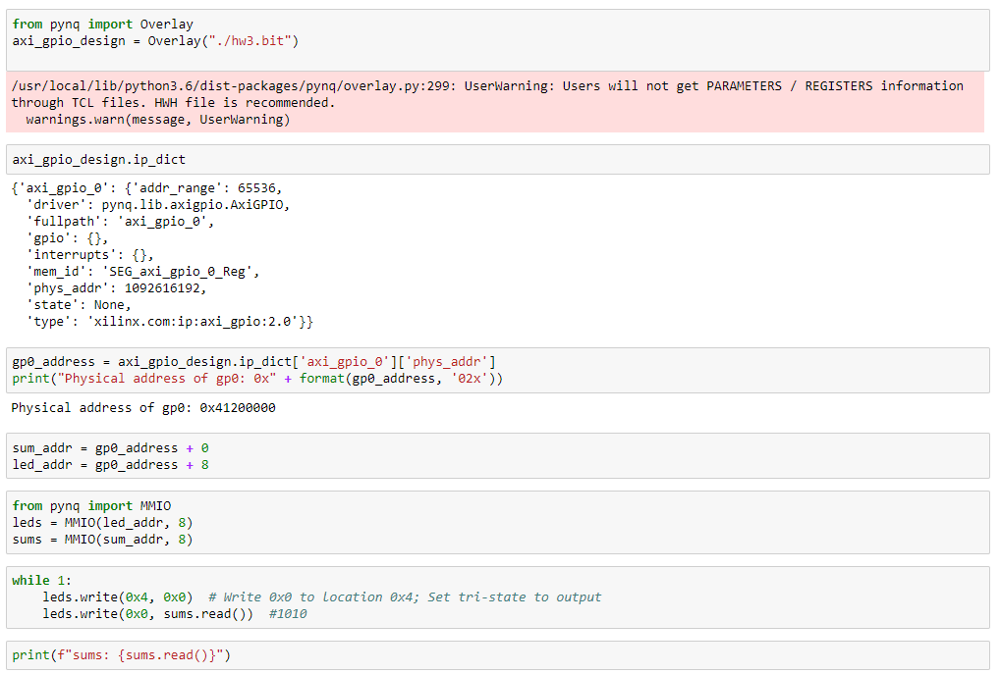 from pynq import Overlay
axi_gpio_design = Overlay("./hw3.bit")
/usr/local/lib/python3.6/dist-packages/pynq/overlay.py:299: UserWarning: Users will not get PARAMETERS / REGISTERS information
through TCL files. HWH file is recommended.
  warnings.warn(message, UserWarning)
axi_gpio_design.ip_dict
{'axi_gpio_0': {'addr_range': 65536,
  'driver': pynq.lib.axigpio.AxiGPIO,
  'fullpath': 'axi_gpio_0',
  'gpio': {},
  'interrupts': {},
  'mem_id': 'SEG_axi_gpio_0_Reg',
  'phys_addr': 1092616192,
  'state': None,
  'type': 'xilinx.com:ip:axi_gpio:2.0'}}
gp0_address = axi_gpio_design.ip_dict['axi_gpio_0']['phys_addr']
print("Physical address of gp0: 0x" + format(gp0_address, '02x'))
Physical address of gp0: 0x41200000
sum_addr = gp0_address + 0
led_addr = gp0_address + 8
from pynq import MMIO
leds = MMIO(led_addr, 8)
sums = MMIO(sum_addr, 8)
while 1:
    leds.write(0x4, 0x0)  # Write 0x0 to location 0x4; Set tri-state to output
    leds.write(0x0, sums.read())  #1010
print(f"sums: {sums.read()}")